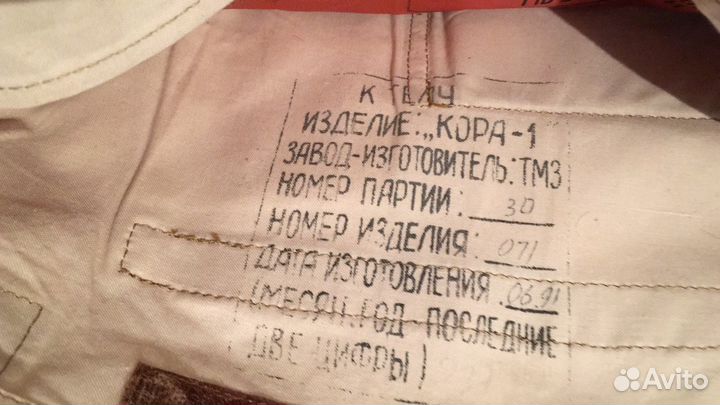 К ТЕЛУ
ИЗДЕЛИЕ: „КОРА-1
ЗАВОД-ИЗГОТОВИТЕЛЬ: ТМЗ
НОМЕР ПАРТИИ: 30
НОМЕР ИЗДЕЛИЯ: 071
ДАТА ИЗГОТОВЛЕНИЯ 06.91
(МЕСЯЦ, ГОД ПОСЛЕДНИЕ
ДВЕ ЦИФРЫ)
Avito